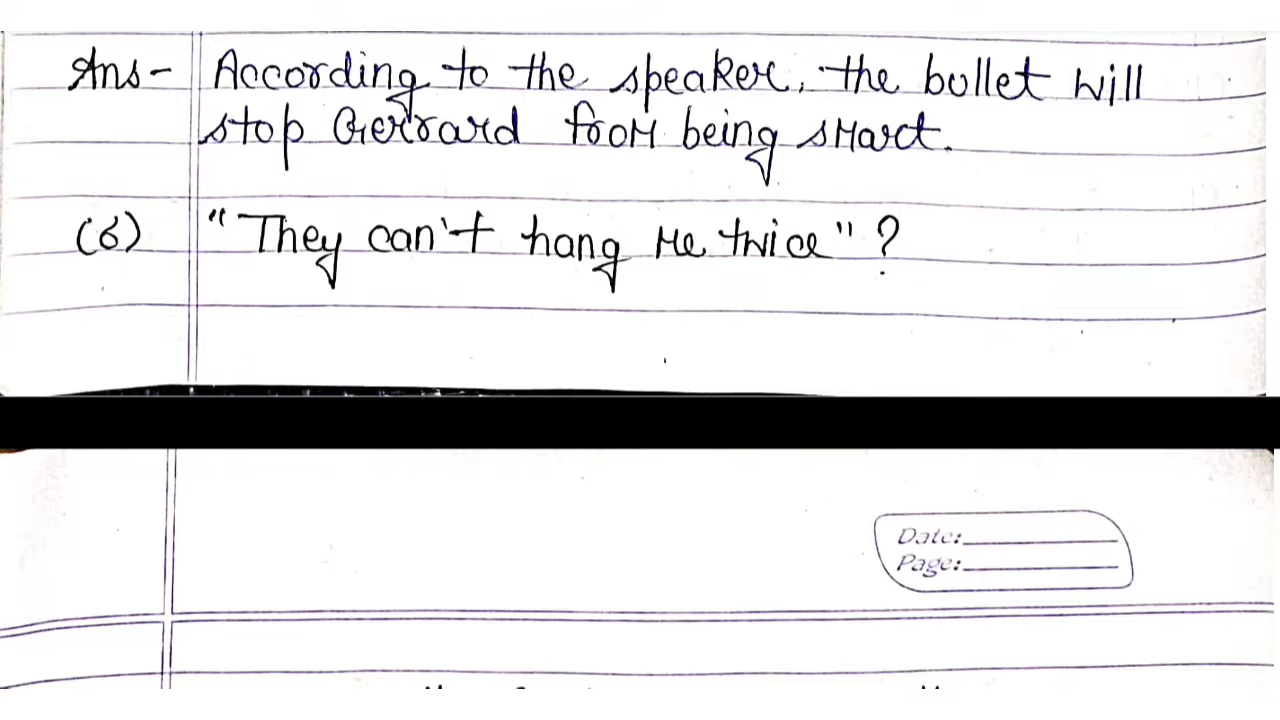 Ans- According to the speaker, the bullet will
stop Gerrard from being smart.
(6) "They can't hang me twice" ?
Date:
Page: